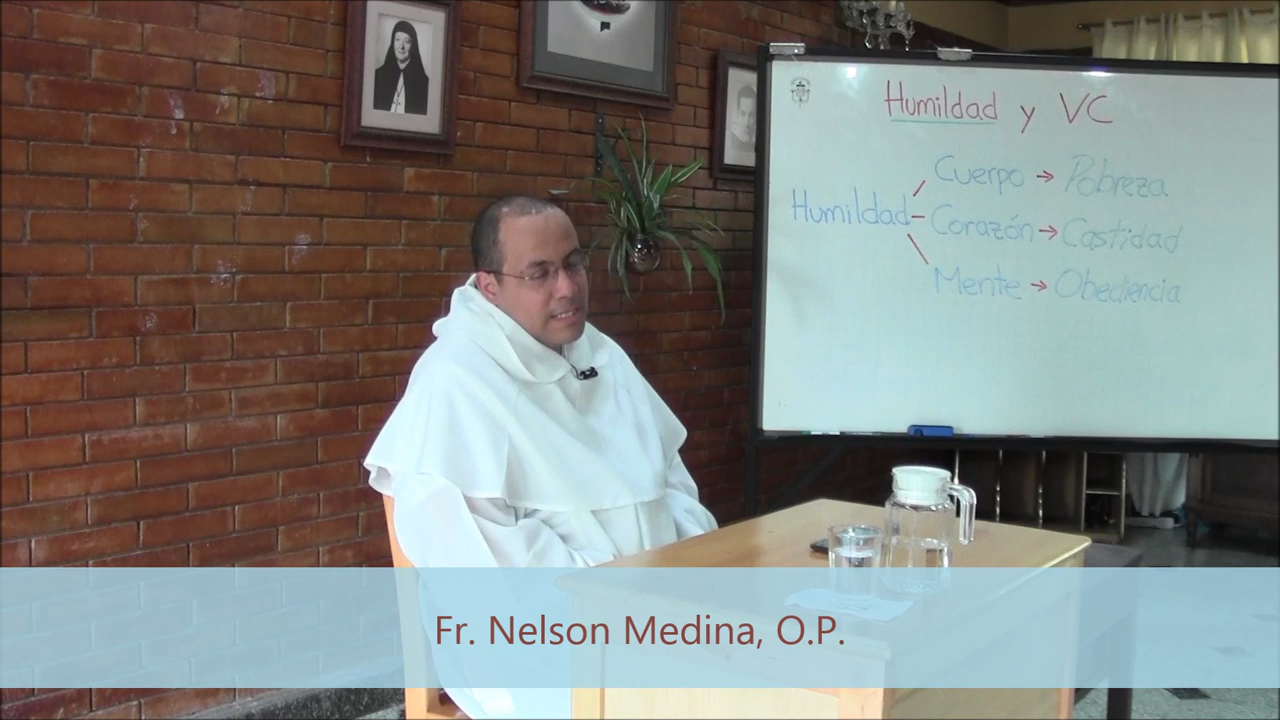 Humildad y VC
Cuerpo → Pobreza
Humildad - Corazón → Castidad
Mente → Obediencia
Fr. Nelson Medina, O.P.